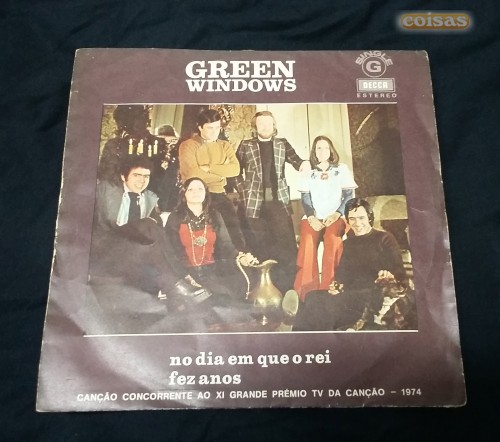 coisas
GREEN
WINDOWS
SINGLE
G
DECCA
ESTEREO
no dia em que o rei
fez anos
CANÇÃO CONCORRENTE AO XI GRANDE PRÉMIO TV DA CANÇÃO – 1974